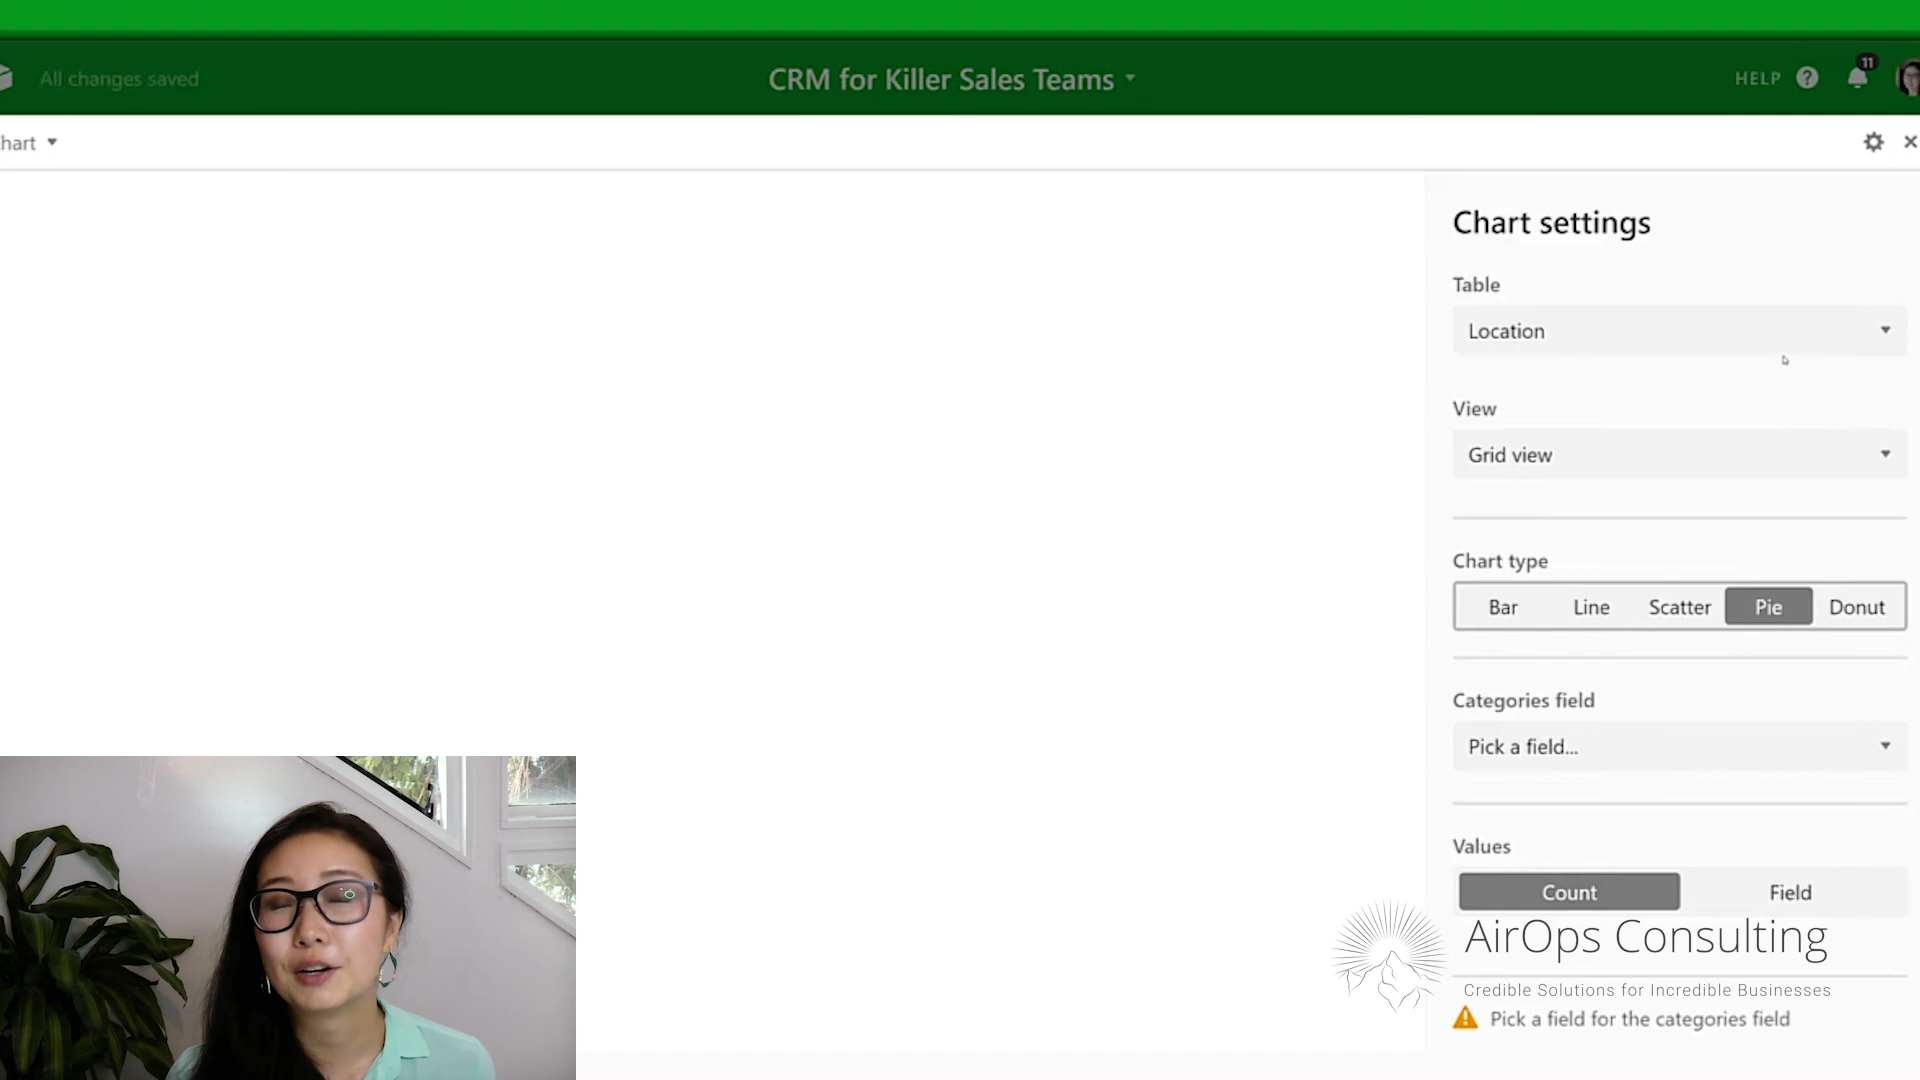 All changes saved
CRM for Killer Sales Teams
HELP
11
hart
Chart settings
Table
Location
View
Grid view
Chart type
Bar Line Scatter Pie Donut
Categories field
Pick a field...
Values
Count Field
AirOps Consulting
Credible Solutions for Incredible Businesses
Pick a field for the categories field